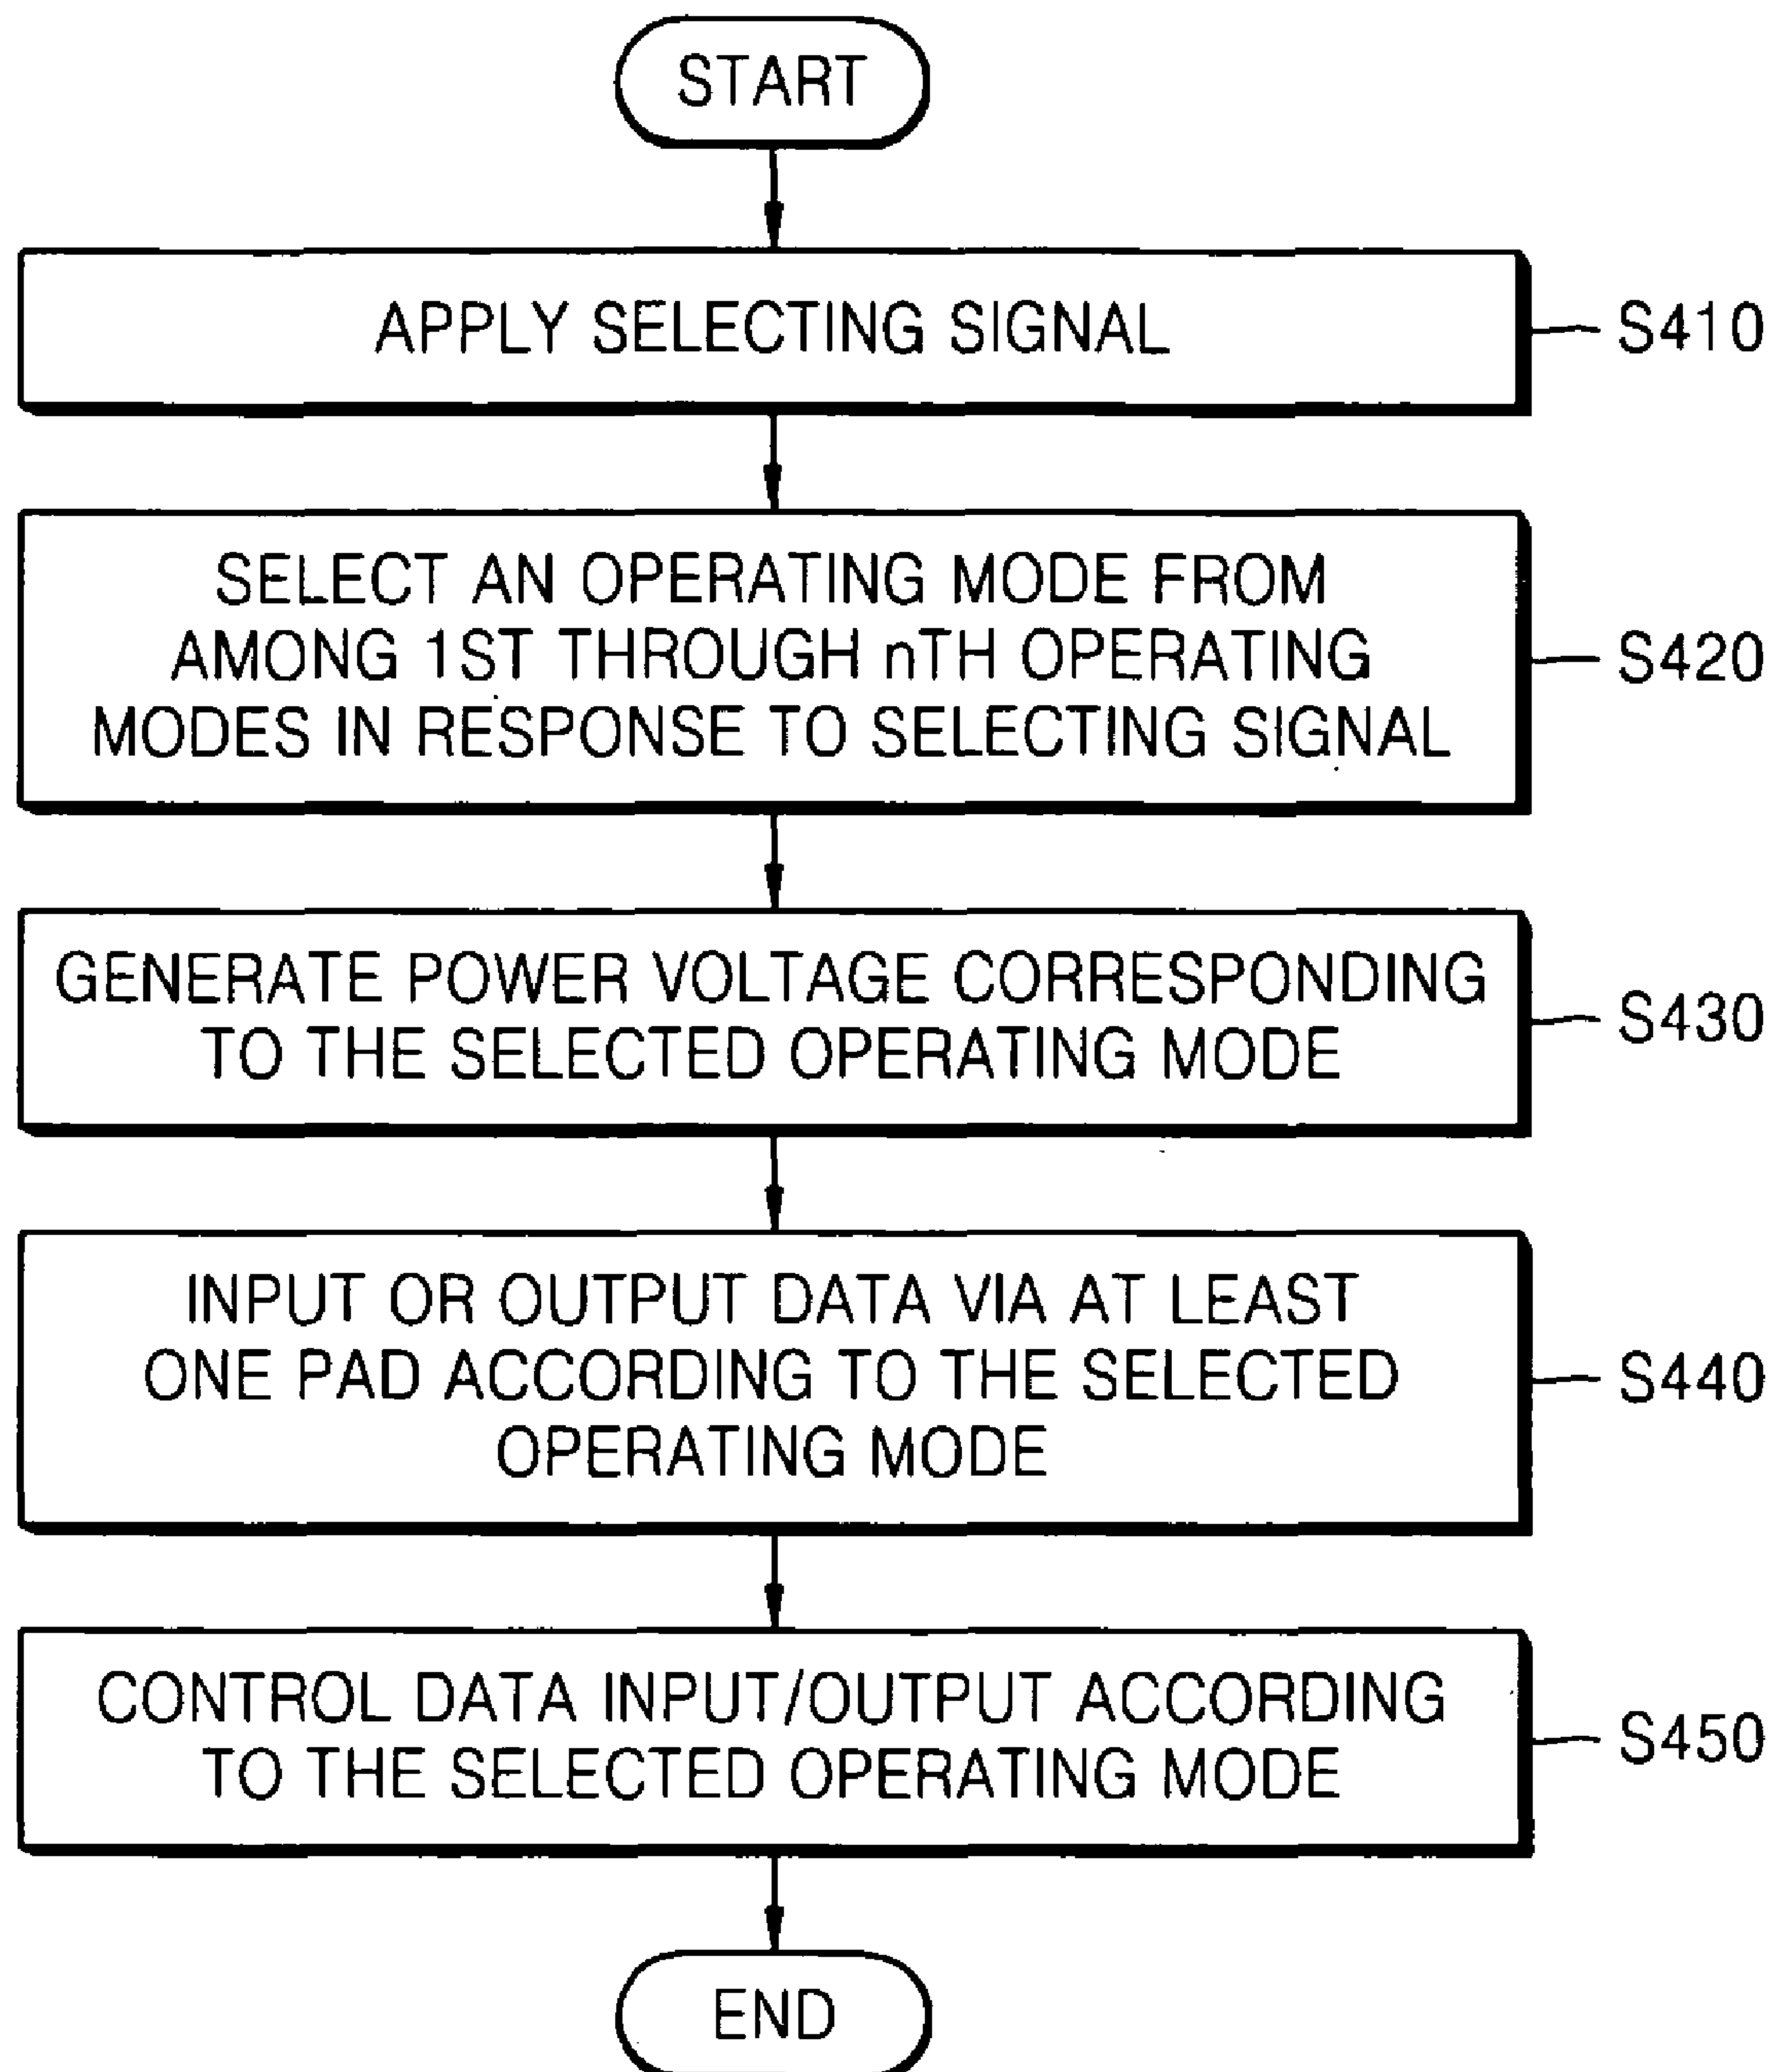 START
APPLY SELECTING SIGNAL
S410
SELECT AN OPERATING MODE FROM
AMONG 1ST THROUGH nTH OPERATING
MODES IN RESPONSE TO SELECTING SIGNAL
S420
GENERATE POWER VOLTAGE CORRESPONDING
TO THE SELECTED OPERATING MODE
S430
INPUT OR OUTPUT DATA VIA AT LEAST
ONE PAD ACCORDING TO THE SELECTED
OPERATING MODE
S440
CONTROL DATA INPUT/OUTPUT ACCORDING
TO THE SELECTED OPERATING MODE
S450
END